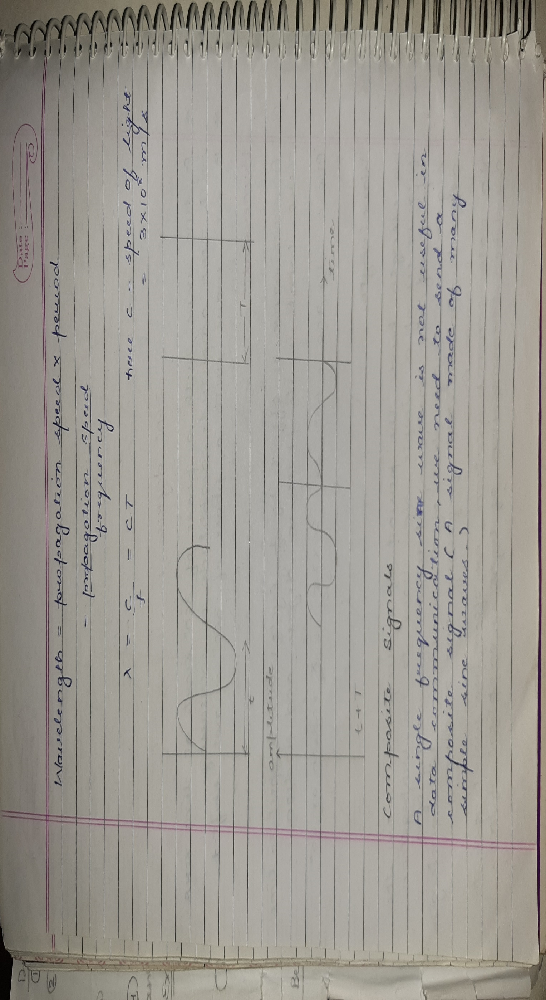 Date :
Page :
Wavelength = propagation speed x period
= propagation speed
frequency
λ = C = CT here C = speed of light
f = 3x10⁸ m/s
t
T
amplitude
time
t + T
Composite Signals
A single frequency sine wave is not useful in
data communication, we need to send a
composite signal (A signal made of many
simple sine waves.)